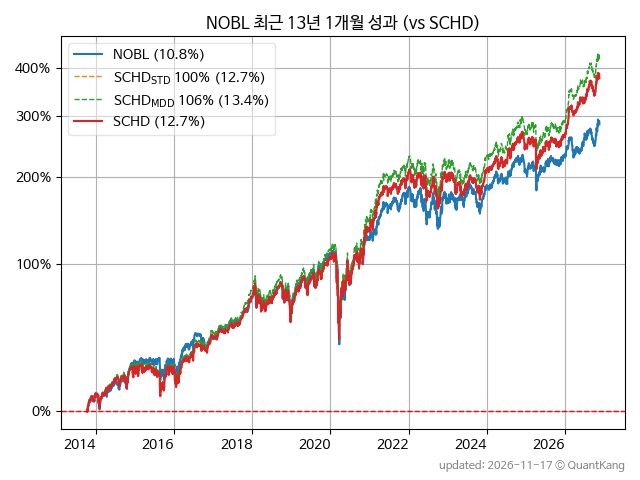 NOBL 최근 13년 1개월 성과 (vs SCHD)
NOBL (10.8%)
SCHD_STD 100% (12.7%)
SCHD_MDD 106% (13.4%)
SCHD (12.7%)
400%
300%
200%
100%
0%
2014 2016 2018 2020 2022 2024 2026
updated: 2026-11-17 © QuantKang